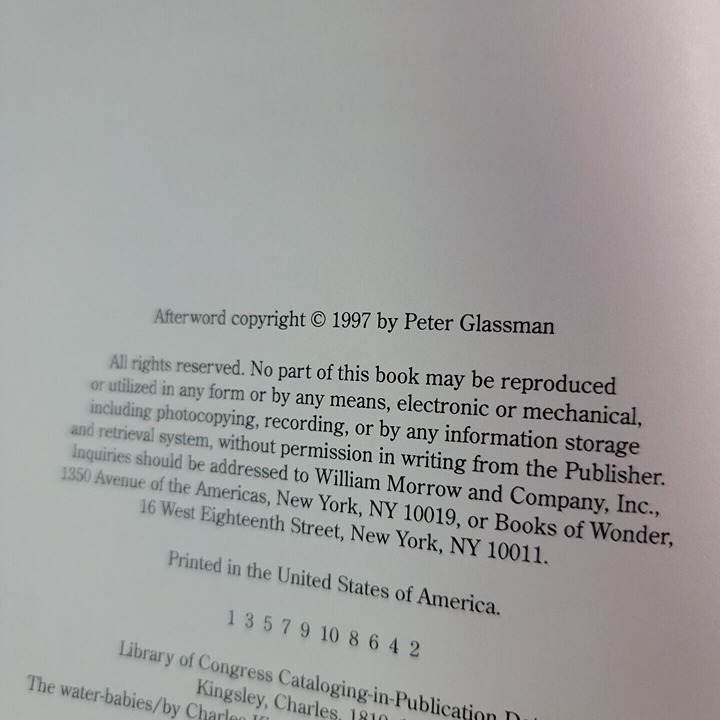 Afterword copyright © 1997 by Peter Glassman
All rights reserved. No part of this book may be reproduced
or utilized in any form or by any means, electronic or mechanical,
including photocopying, recording, or by any information storage
and retrieval system, without permission in writing from the Publisher.
Inquiries should be addressed to William Morrow and Company, Inc.,
1350 Avenue of the Americas, New York, NY 10019, or Books of Wonder,
16 West Eighteenth Street, New York, NY 10011.
Printed in the United States of America.
1 3 5 7 9 10 8 6 4 2
Library of Congress Cataloging-in-Publication
Kingsley, Charles,
The water-babies/by Charles